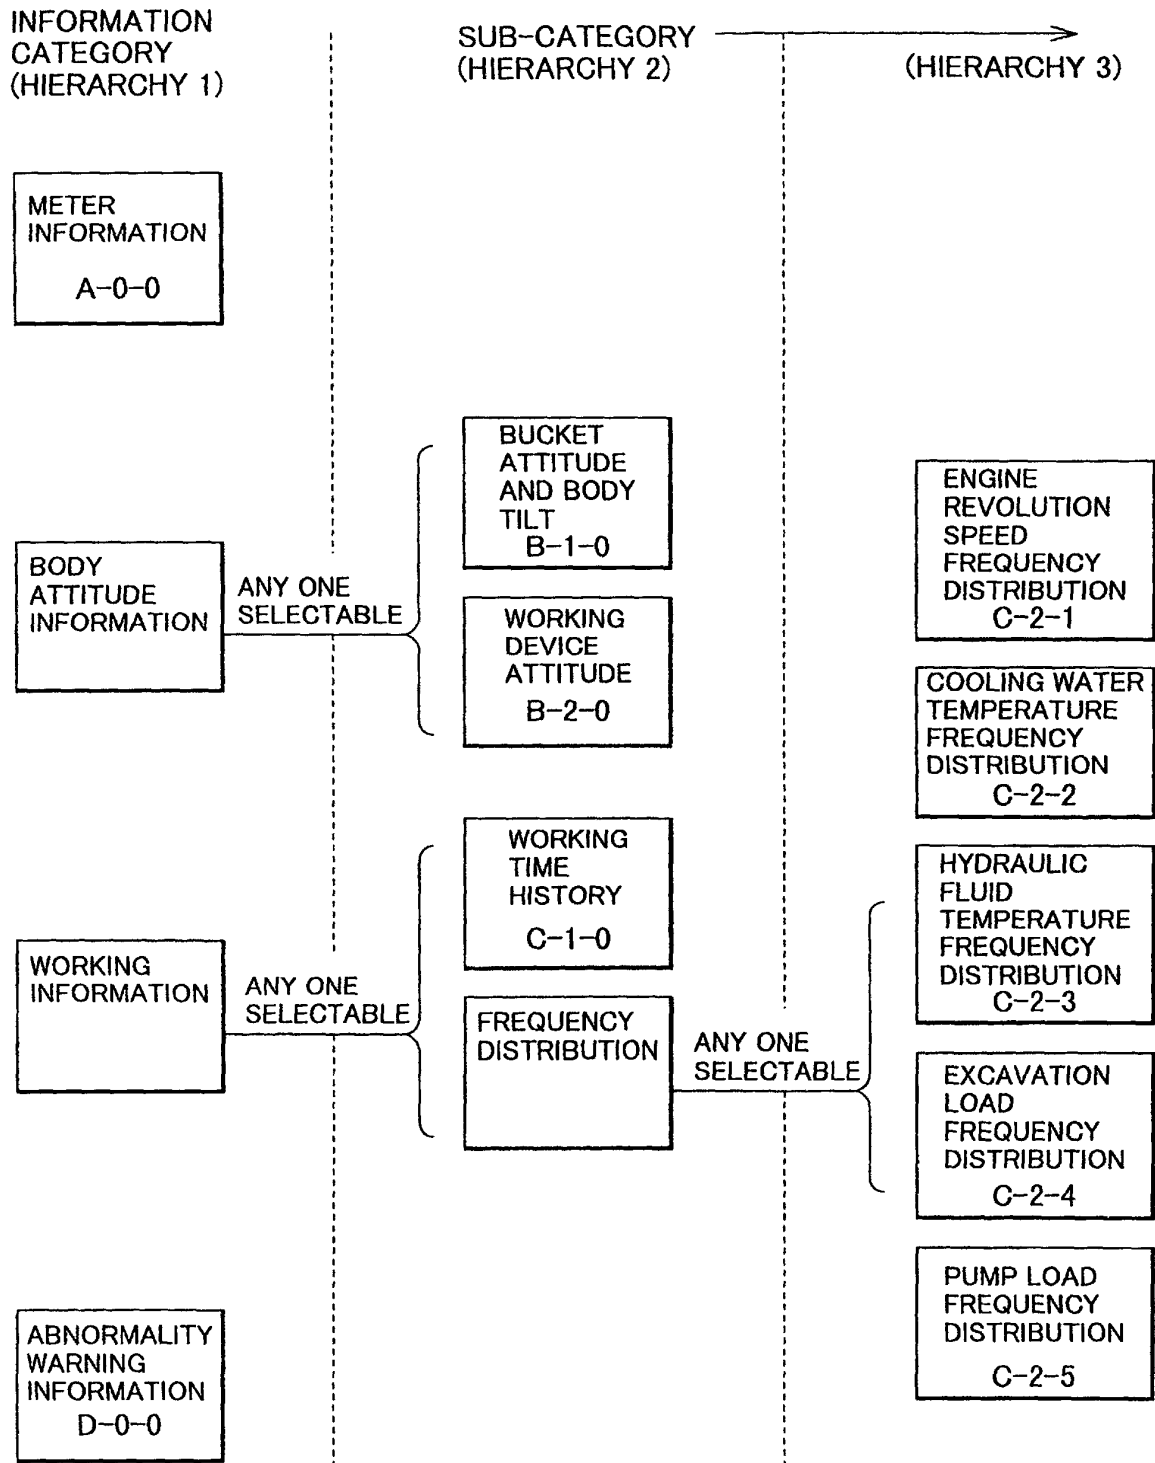 INFORMATION
CATEGORY
(HIERARCHY 1)
SUB-CATEGORY
(HIERARCHY 2)
(HIERARCHY 3)
METER
INFORMATION
A-0-0
BODY
ATTITUDE
INFORMATION
ANY ONE
SELECTABLE
BUCKET
ATTITUDE
AND BODY
TILT
B-1-0
WORKING
DEVICE
ATTITUDE
B-2-0
WORKING
INFORMATION
ANY ONE
SELECTABLE
WORKING
TIME
HISTORY
C-1-0
FREQUENCY
DISTRIBUTION
ANY ONE
SELECTABLE
ENGINE
REVOLUTION
SPEED
FREQUENCY
DISTRIBUTION
C-2-1
COOLING WATER
TEMPERATURE
FREQUENCY
DISTRIBUTION
C-2-2
HYDRAULIC
FLUID
TEMPERATURE
FREQUENCY
DISTRIBUTION
C-2-3
EXCAVATION
LOAD
FREQUENCY
DISTRIBUTION
C-2-4
PUMP LOAD
FREQUENCY
DISTRIBUTION
C-2-5
ABNORMALITY
WARNING
INFORMATION
D-0-0